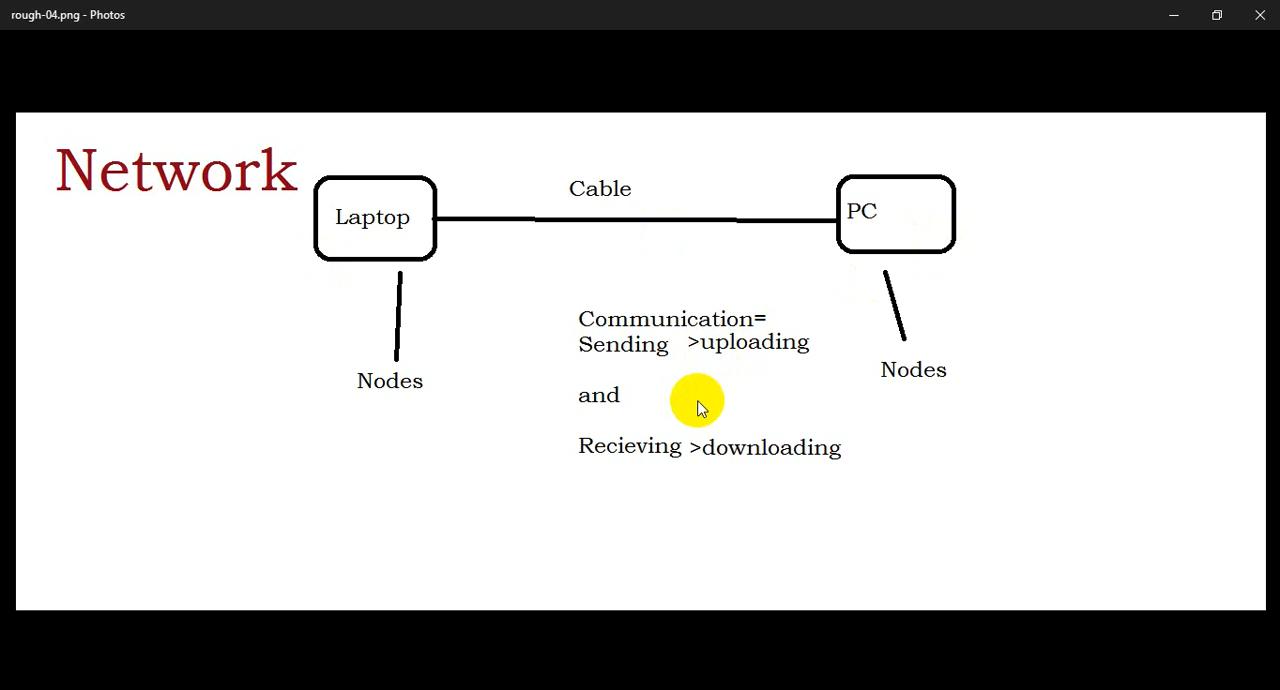 rough-04.png - Photos
Network
Cable
Laptop
PC
Communication=
Sending >uploading
Nodes
Nodes
and
Recieving >downloading